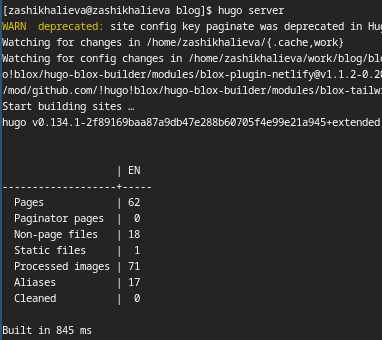 [zashikhalieva@zashikhalieva blog]$ hugo server
WARN  deprecated: site config key paginate was deprecated in Hu
Watching for changes in /home/zashikhalieva/{.cache,work}
Watching for config changes in /home/zashikhalieva/work/blog/bl
o!blox/hugo-blox-builder/modules/blox-plugin-netlify@v1.1.2-0.20
/mod/github.com/!hugo!blox/hugo-blox-builder/modules/blox-tailw
Start building sites …
hugo v0.134.1-2f89169baa87a9db47e288b60705f4e99e21a945+extended
| EN
-------------------+-----
Pages            | 62
Paginator pages  |  0
Non-page files   | 18
Static files     |  1
Processed images | 71
Aliases          | 17
Cleaned          |  0
Built in 845 ms